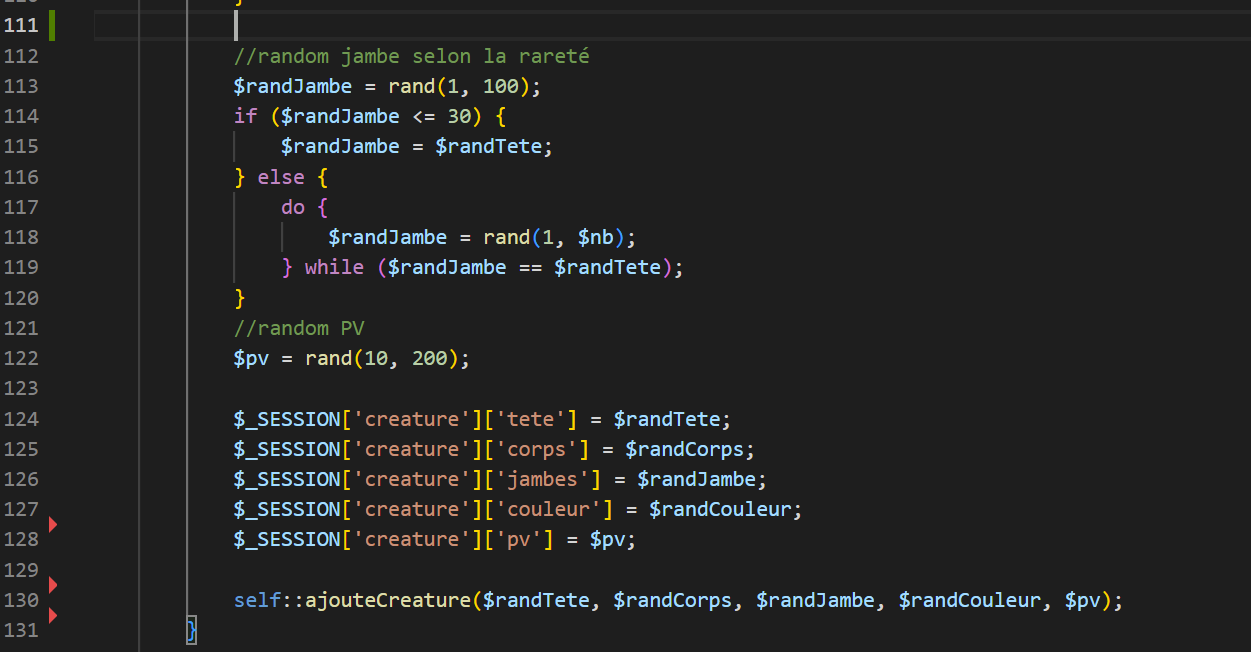 110 }
111
112 //random jambe selon la rareté
113 $randJambe = rand(1, 100);
114 if ($randJambe <= 30) {
115 $randJambe = $randTete;
116 } else {
117 do {
118 $randJambe = rand(1, $nb);
119 } while ($randJambe == $randTete);
120 }
121 //random PV
122 $pv = rand(10, 200);
123
124 $_SESSION['creature']['tete'] = $randTete;
125 $_SESSION['creature']['corps'] = $randCorps;
126 $_SESSION['creature']['jambes'] = $randJambe;
127 $_SESSION['creature']['couleur'] = $randCouleur;
128 $_SESSION['creature']['pv'] = $pv;
129
130 self::ajouteCreature($randTete, $randCorps, $randJambe, $randCouleur, $pv);
131 }